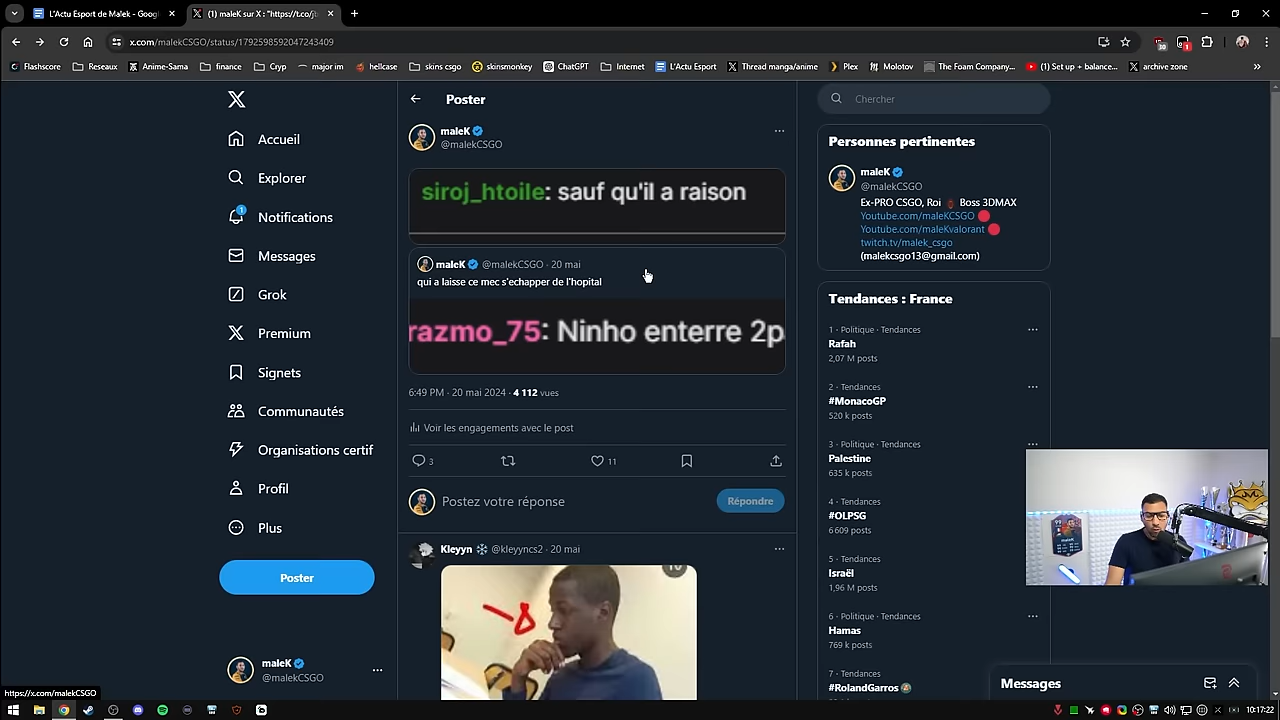 L'Actu Esport de Malek - Goog
(1) maleK sur X : "https://t.co/jt
x.com/malekCSGO/status/1792598592047243409
Flashscore
Reseaux
Anime-Sama
finance
Cryp
major im
hellcase
skins csgo
skinsmonkey
ChatGPT
Internet
L'Actu Esport
Thread manga/anime
Plex
Molotov
The Foam Company...
(1) Set up + balance...
archive zone
Accueil
Explorer
1
Notifications
Messages
Grok
Premium
Signets
Communautés
Organisations certif
Profil
Plus
Poster
maleK
@malekCSGO
Poster
maleK
@malekCSGO
siroj_htoile: sauf qu'il a raison
maleK @malekCSGO · 20 mai
qui a laisse ce mec s'echapper de l'hopital
razmo_75: Ninho enterre 2p
6:49 PM · 20 mai 2024 · 4 112 vues
Voir les engagements avec le post
3
11
Postez votre réponse
Répondre
Kleyyn @kleyyncs2 · 20 mai
Chercher
Personnes pertinentes
maleK
@malekCSGO
Ex-PRO CSGO, Roi Boss 3DMAX
Youtube.com/maleKCSGO
Youtube.com/maleKvalorant
twitch.tv/malek_csgo
(malekcsgo13@gmail.com)
Tendances : France
1 · Politique · Tendances
Rafah
2,07 M posts
2 · Tendances
#MonacoGP
520 k posts
3 · Politique · Tendances
Palestine
635 k posts
4 · Tendances
#OLPSG
6 609 posts
5 · Tendances
Israël
1,96 M posts
6 · Politique · Tendances
Hamas
769 k posts
7 · Tendances
#RolandGarros
Messages
https://x.com/malekCSGO
10:17:22